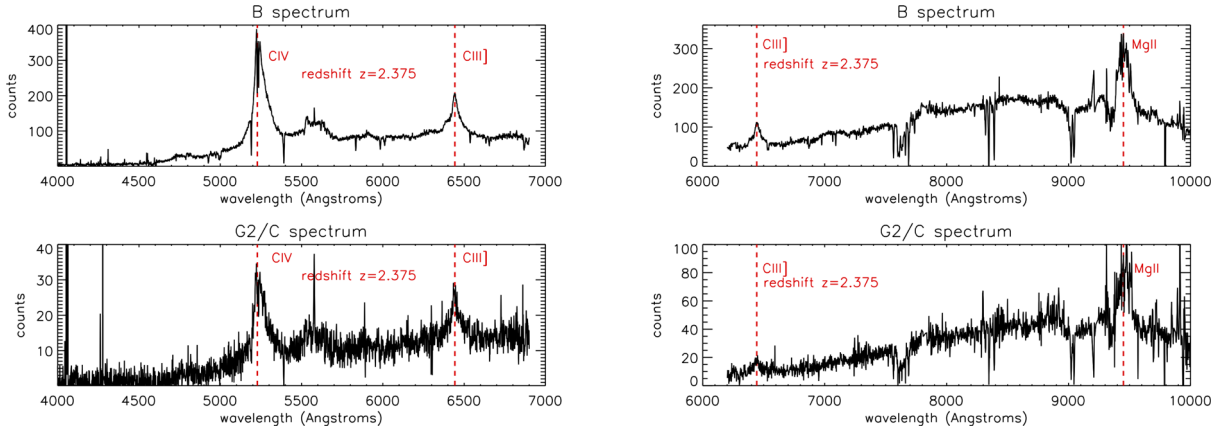 B spectrum
400
300
200
100
counts
CIV
CIII]
redshift z=2.375
4000 4500 5000 5500 6000 6500 7000
wavelength (Angstroms)
B spectrum
300
200
100
0
counts
CIII]
redshift z=2.375
MgII
6000 7000 8000 9000 10000
wavelength (Angstroms)
G2/C spectrum
40
30
20
10
counts
CIV
CIII]
redshift z=2.375
4000 4500 5000 5500 6000 6500 7000
wavelength (Angstroms)
G2/C spectrum
100
80
60
40
20
0
counts
CIII]
redshift z=2.375
MgII
6000 7000 8000 9000 10000
wavelength (Angstroms)